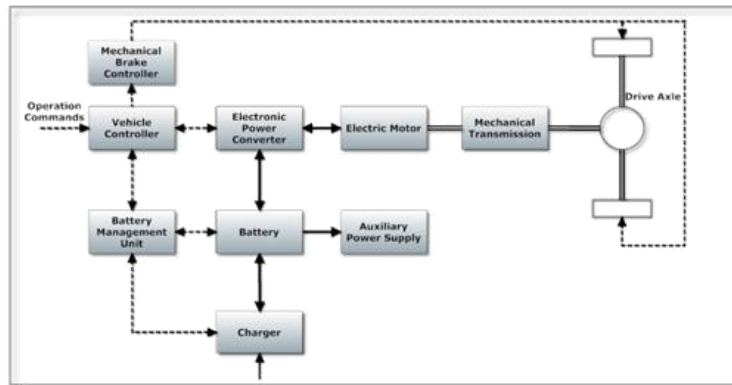 Mechanical
Brake
Controller
Operation
Commands
Vehicle
Controller
Electronic
Power
Converter
Electric Motor
Mechanical
Transmission
Drive Axle
Battery
Management
Unit
Battery
Auxiliary
Power Supply
Charger